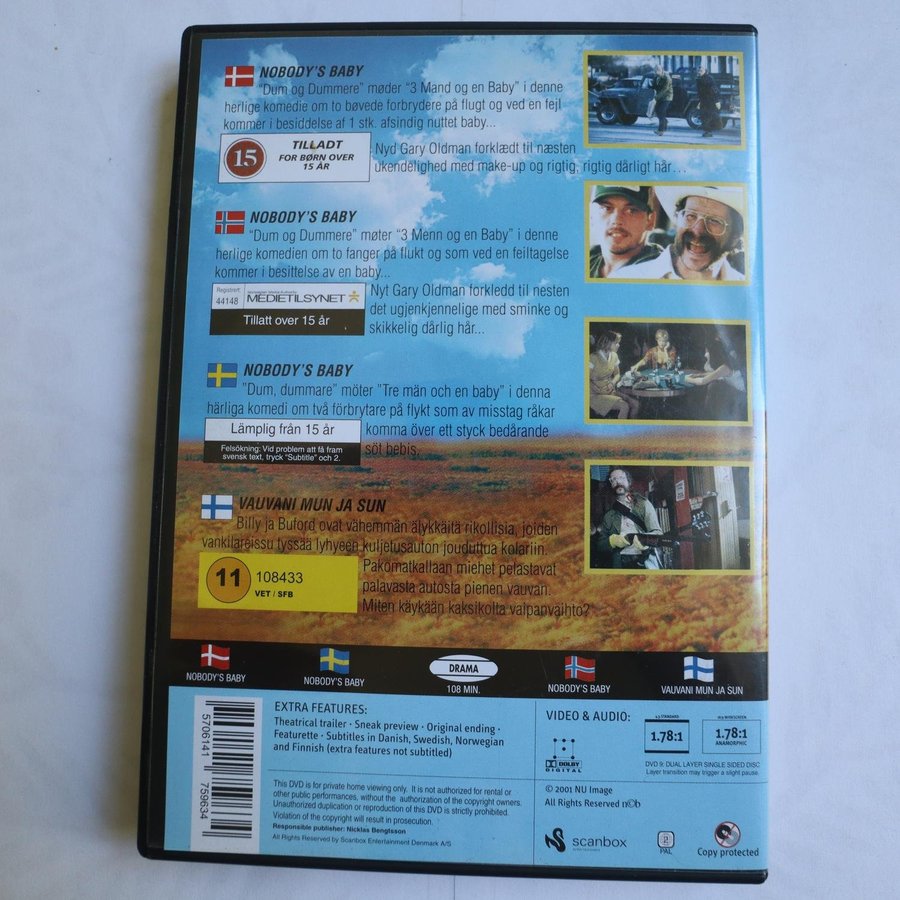 NOBODY'S BABY
"Dum og Dummere" møder "3 Mand og en Baby" i denne
herlige komedie om to bøvede forbrydere på flugt og ved en fejl
kommer i besiddelse af 1 stk. afsindig nuttet baby...
15
TILLADT
FOR BØRN OVER
15 ÅR
Nyd Gary Oldman forklædt til næsten
ukendelighed med make-up og rigtig, rigtig dårligt hår...
NOBODY'S BABY
"Dum og Dummere" møter "3 Menn og en Baby" i denne
herlige komedien om to fanger på flukt og som ved en feiltagelse
kommer i besittelse av en baby...
Registrert:
44148
MEDIETILSYNET
Tillatt over 15 år
Nyt Gary Oldman forkledd til nesten
det ugjenkjennelige med sminke og
skikkelig dårlig hår...
NOBODY'S BABY
"Dum, dummare" möter "Tre män och en baby" i denna
härliga komedi om två förbrytare på flykt som av misstag råkar
komma över ett styck bedårande
söt bebis.
Lämplig från 15 år
Felsökning: Vid problem att få fram
svensk text, tryck "Subtitle" och 2.
VAUVANI MUN JA SUN
Billy ja Buford ovat vähemmän älykkäitä rikollisia, joiden
vankilareissu tyssää lyhyeen kuljetusauton jouduttua kolariin.
Pakomatkallaan miehet pelastavat
palavasta autosta pienen vauvan.
Miten käykään kaksikolta vaipanvaihto?
11
108433
VET / SFB
NOBODY'S BABY
NOBODY'S BABY
DRAMA
108 MIN.
NOBODY'S BABY
VAUVANI MUN JA SUN
5706141
759634
EXTRA FEATURES:
Theatrical trailer · Sneak preview · Original ending ·
Featurette · Subtitles in Danish, Swedish, Norwegian
and Finnish (extra features not subtitled)
This DVD is for private home viewing only. It is not authorized for rental or
other public performances, without the authorization of the copyright owners.
Unauthorized duplication or reproduction of this DVD is strictly prohibited.
Violation of the copyright will result in prosecution.
Responsible publisher: Nicklas Bengtsson
All Rights Reserved by Scanbox Entertainment Denmark A/S
VIDEO & AUDIO:
DOLBY
DIGITAL
1.78:1
1.78:1
ANAMORPHIC
DVD 9: DUAL LAYER SINGLE SIDED DISC
Layer transition may trigger a slight pause.
© 2001 NU Image
All Rights Reserved n©b
scanbox
2
PAL
Copy protected